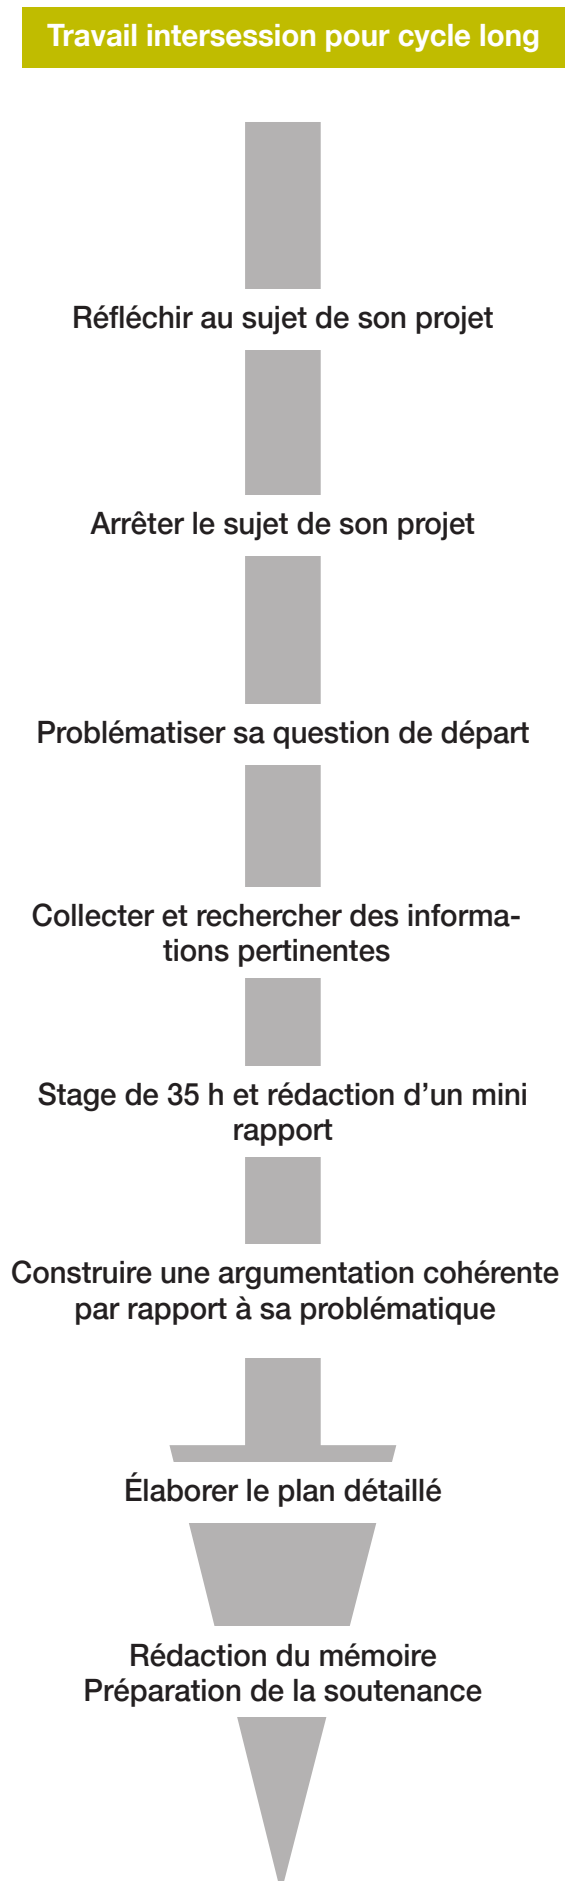 Travail intersession pour cycle long
Réfléchir au sujet de son projet
Arrêter le sujet de son projet
Problématiser sa question de départ
Collecter et rechercher des informa-
tions pertinentes
Stage de 35 h et rédaction d’un mini
rapport
Construire une argumentation cohérente
par rapport à sa problématique
Élaborer le plan détaillé
Rédaction du mémoire
Préparation de la soutenance